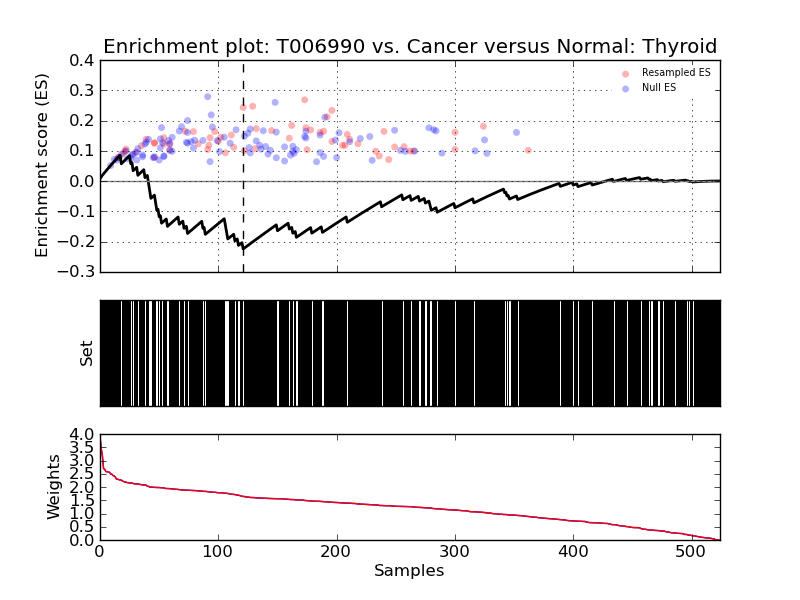 Enrichment plot: T006990 vs. Cancer versus Normal: Thyroid
Enrichment score (ES)
0.4
0.3
0.2
0.1
0.0
−0.1
−0.2
−0.3
Resampled ES
Null ES
Set
Weights
4.0
3.5
3.0
2.5
2.0
1.5
1.0
0.5
0.0
0 100 200 300 400 500
Samples